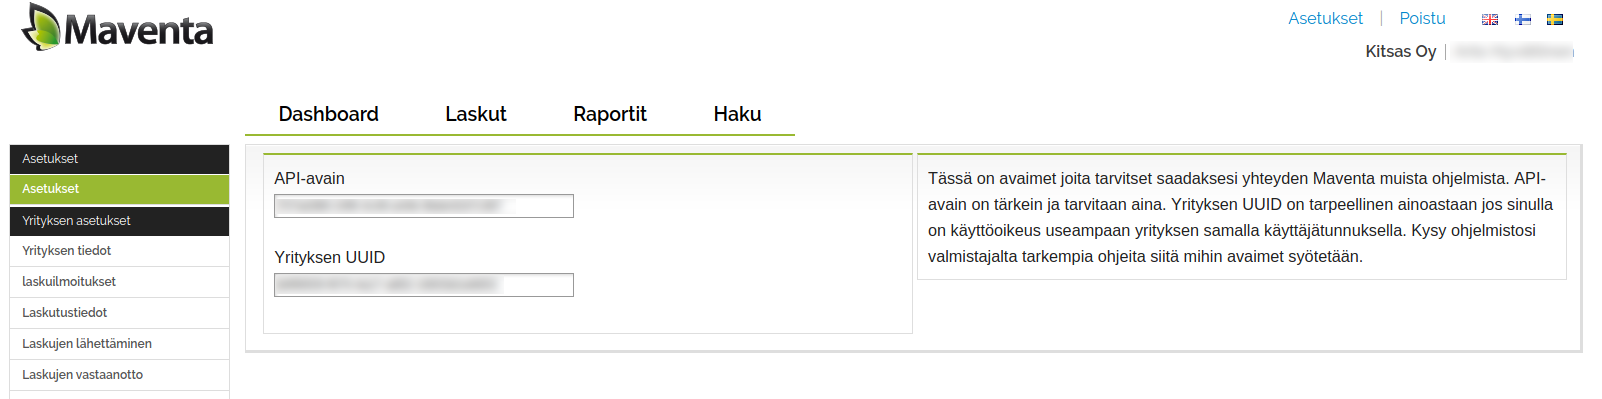 Maventa
Asetukset | Poistu
Kitsas Oy |
Dashboard Laskut Raportit Haku
Asetukset
Asetukset
Yrityksen asetukset
Yrityksen tiedot
laskuilmoitukset
Laskutustiedot
Laskujen lähettäminen
Laskujen vastaanotto
API-avain
Yrityksen UUID
Tässä on avaimet joita tarvitset saadaksesi yhteyden Maventa muista ohjelmista. API-
avain on tärkein ja tarvitaan aina. Yrityksen UUID on tarpeellinen ainoastaan jos sinulla
on käyttöoikeus useampaan yrityksen samalla käyttäjätunnuksella. Kysy ohjelmistosi
valmistajalta tarkempia ohjeita siitä mihin avaimet syötetään.